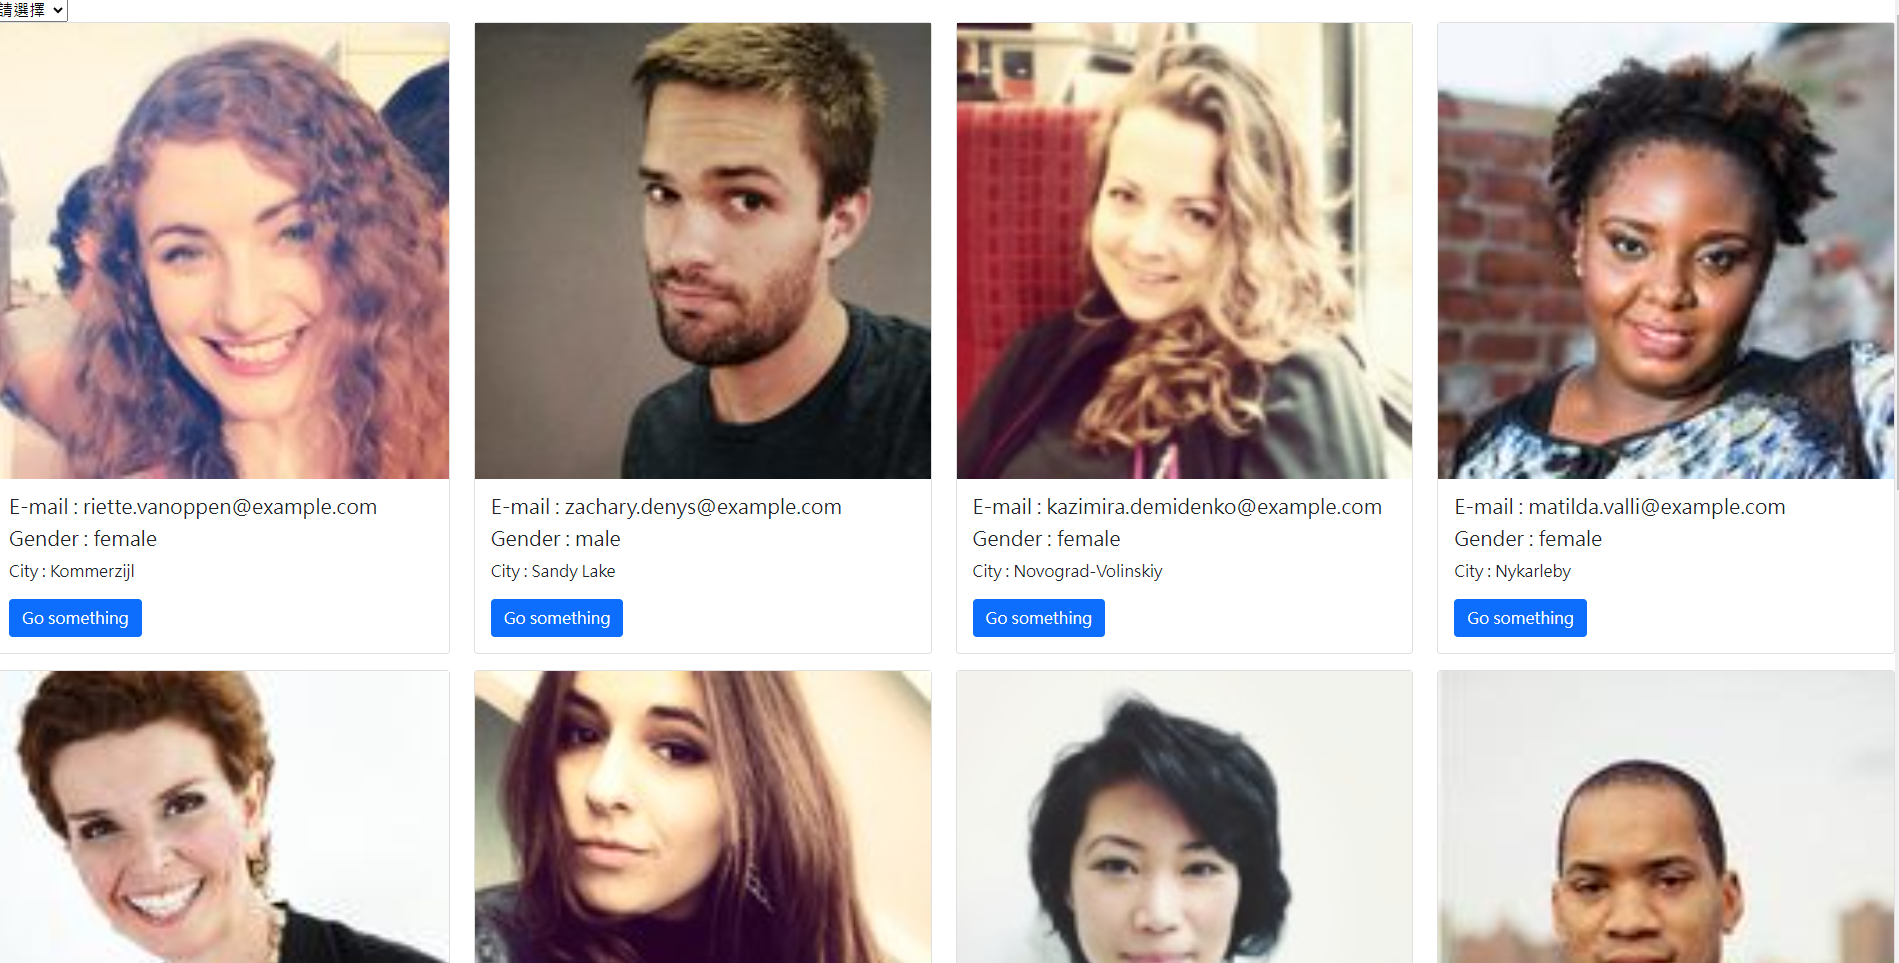 請選擇
E-mail : riette.vanoppen@example.com
Gender : female
City : Kommerzijl
Go something
E-mail : zachary.denys@example.com
Gender : male
City : Sandy Lake
Go something
E-mail : kazimira.demidenko@example.com
Gender : female
City : Novograd-Volinskiy
Go something
E-mail : matilda.valli@example.com
Gender : female
City : Nykarleby
Go something